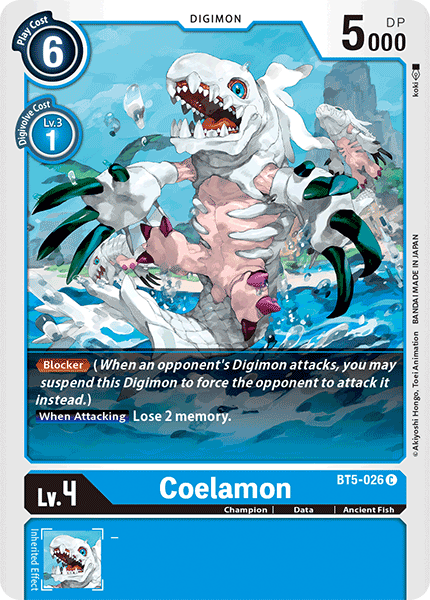 DIGIMON
Play Cost
6
5000
DP
Digivolve Cost
Lv.3
1
koki
Blocker (When an opponent's Digimon attacks, you may
suspend this Digimon to force the opponent to attack it
instead.)
When Attacking Lose 2 memory.
©Akiyoshi Hongo, Toei Animation BANDAI MADE IN JAPAN
BT5-026 C
Lv.4
Coelamon
Champion | Data | Ancient Fish
Inherited Effect
–